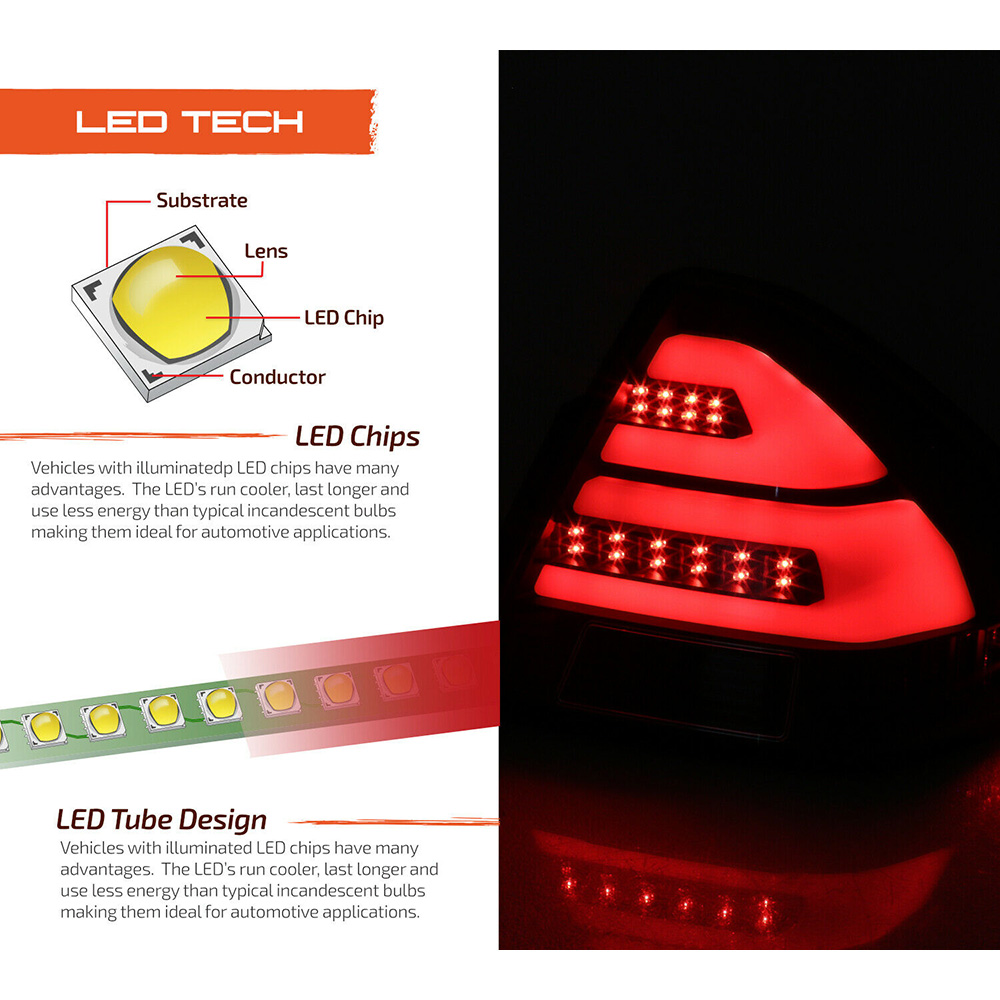 LED TECH
Substrate
Lens
LED Chip
Conductor
LED Chips
Vehicles with illuminatedp LED chips have many
advantages. The LED's run cooler, last longer and
use less energy than typical incandescent bulbs
making them ideal for automotive applications.
LED Tube Design
Vehicles with illuminated LED chips have many
advantages. The LED's run cooler, last longer and
use less energy than typical incandescent bulbs
making them ideal for automotive applications.